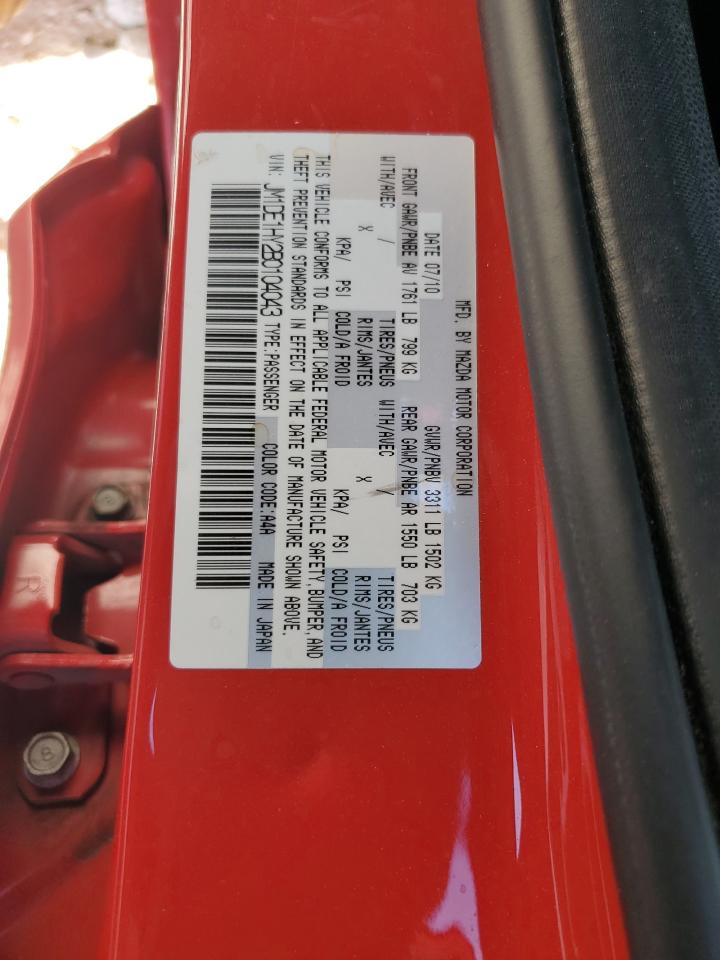 MFD. BY MAZDA MOTOR CORPORATION
DATE 07/10 GVWR/PNBV 3311 LB 1502 KG
FRONT GAWR/PNBE AV 1761 LB 799 KG REAR GAWR/PNBE AR 1550 LB 703 KG
WITH/AVEC / TIRES/PNEUS WITH/AVEC / TIRES/PNEUS
X RIMS/JANTES X RIMS/JANTES
KPA/ PSI COLD/A FROID KPA/ PSI COLD/A FROID
THIS VEHICLE CONFORMS TO ALL APPLICABLE FEDERAL MOTOR VEHICLE SAFETY,BUMPER,AND
THEFT PREVENTION STANDARDS IN EFFECT ON THE DATE OF MANUFACTURE SHOWN ABOVE.
VIN: JM1DE1HY2B0104043 TYPE:PASSENGER COLOR CODE:A4A MADE IN JAPAN
R
8